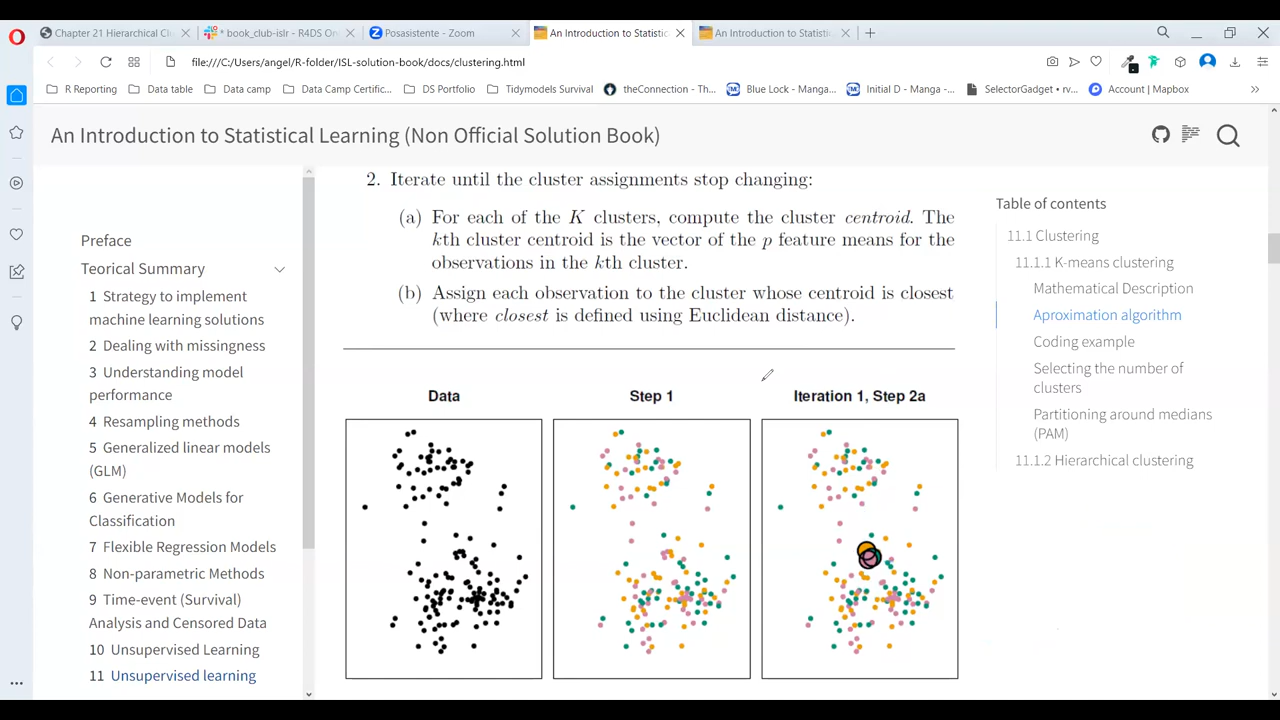 Chapter 21 Hierarchical Cl
* book_club-islr - R4DS On
Posasistente - Zoom
An Introduction to Statistic
An Introduction to Statistic
file:///C:/Users/angel/R-folder/ISL-solution-book/docs/clustering.html
R Reporting
Data table
Data camp
Data Camp Certific...
DS Portfolio
Tidymodels Survival
theConnection - Th...
Blue Lock - Manga...
Initial D - Manga -...
SelectorGadget • rv...
Account | Mapbox
An Introduction to Statistical Learning (Non Official Solution Book)
Preface
Teorical Summary
1 Strategy to implement
machine learning solutions
2 Dealing with missingness
3 Understanding model
performance
4 Resampling methods
5 Generalized linear models
(GLM)
6 Generative Models for
Classification
7 Flexible Regression Models
8 Non-parametric Methods
9 Time-event (Survival)
Analysis and Censored Data
10 Unsupervised Learning
11 Unsupervised learning
2. Iterate until the cluster assignments stop changing:
(a) For each of the K clusters, compute the cluster centroid. The
kth cluster centroid is the vector of the p feature means for the
observations in the kth cluster.
(b) Assign each observation to the cluster whose centroid is closest
(where closest is defined using Euclidean distance).
Data
Step 1
Iteration 1, Step 2a
Table of contents
11.1 Clustering
11.1.1 K-means clustering
Mathematical Description
Aproximation algorithm
Coding example
Selecting the number of
clusters
Partitioning around medians
(PAM)
11.1.2 Hierarchical clustering